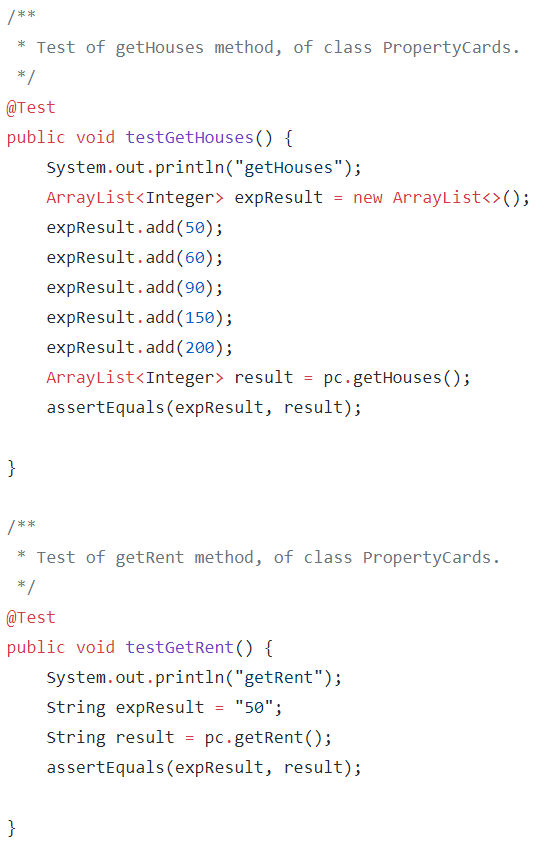 /**
 * Test of getHouses method, of class PropertyCards.
 */
@Test
public void testGetHouses() {
    System.out.println("getHouses");
    ArrayList<Integer> expResult = new ArrayList<>();
    expResult.add(50);
    expResult.add(60);
    expResult.add(90);
    expResult.add(150);
    expResult.add(200);
    ArrayList<Integer> result = pc.getHouses();
    assertEquals(expResult, result);

}

/**
 * Test of getRent method, of class PropertyCards.
 */
@Test
public void testGetRent() {
    System.out.println("getRent");
    String expResult = "50";
    String result = pc.getRent();
    assertEquals(expResult, result);

}